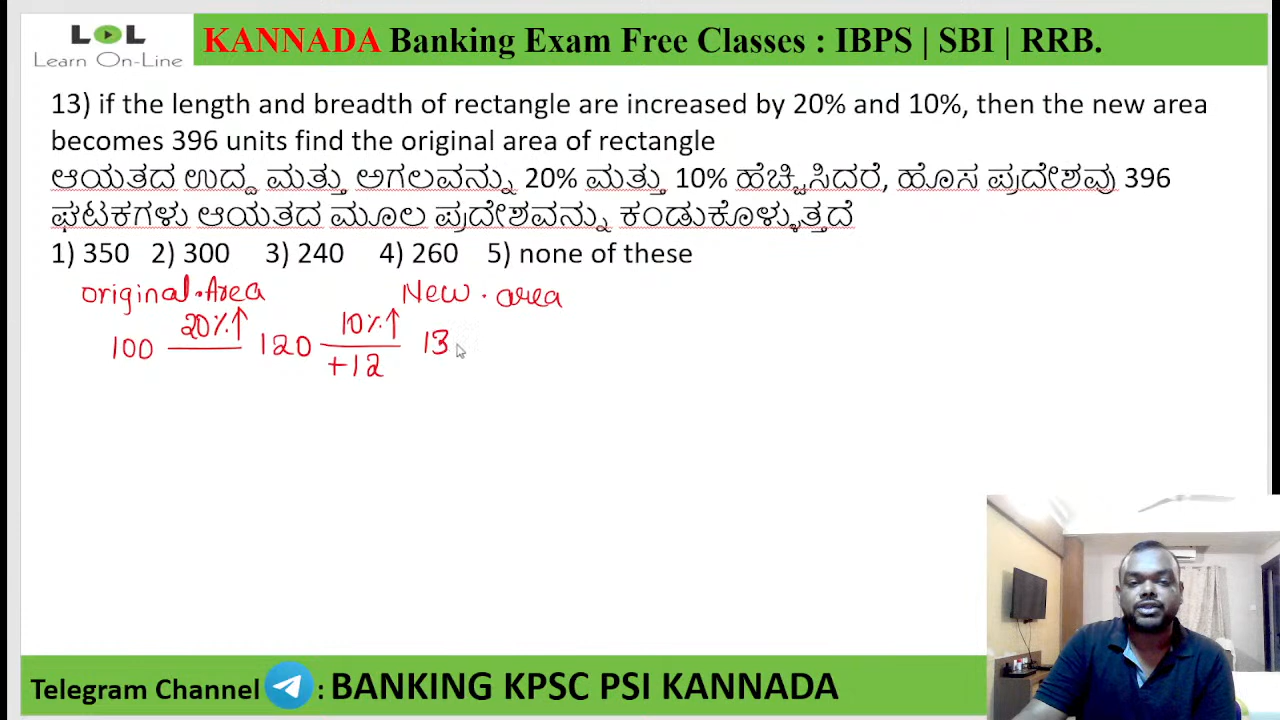 LOL
Learn On-Line
KANNADA Banking Exam Free Classes : IBPS | SBI | RRB.
13) if the length and breadth of rectangle are increased by 20% and 10%, then the new area
becomes 396 units find the original area of rectangle
ಆಯತದ ಉದ್ದ ಮತ್ತು ಅಗಲವನ್ನು 20% ಮತ್ತು 10% ಹೆಚ್ಚಿಸಿದರೆ, ಹೊಸ ಪ್ರದೇಶವು 396
ಘಟಕಗಳು ಆಯತದ ಮೂಲ ಪ್ರದೇಶವನ್ನು ಕಂಡುಕೊಳ್ಳುತ್ತದೆ
1) 350 2) 300 3) 240 4) 260 5) none of these
original.Area New. area
100 20%↑ 120 10%↑ +12 13
Telegram Channel : BANKING KPSC PSI KANNADA